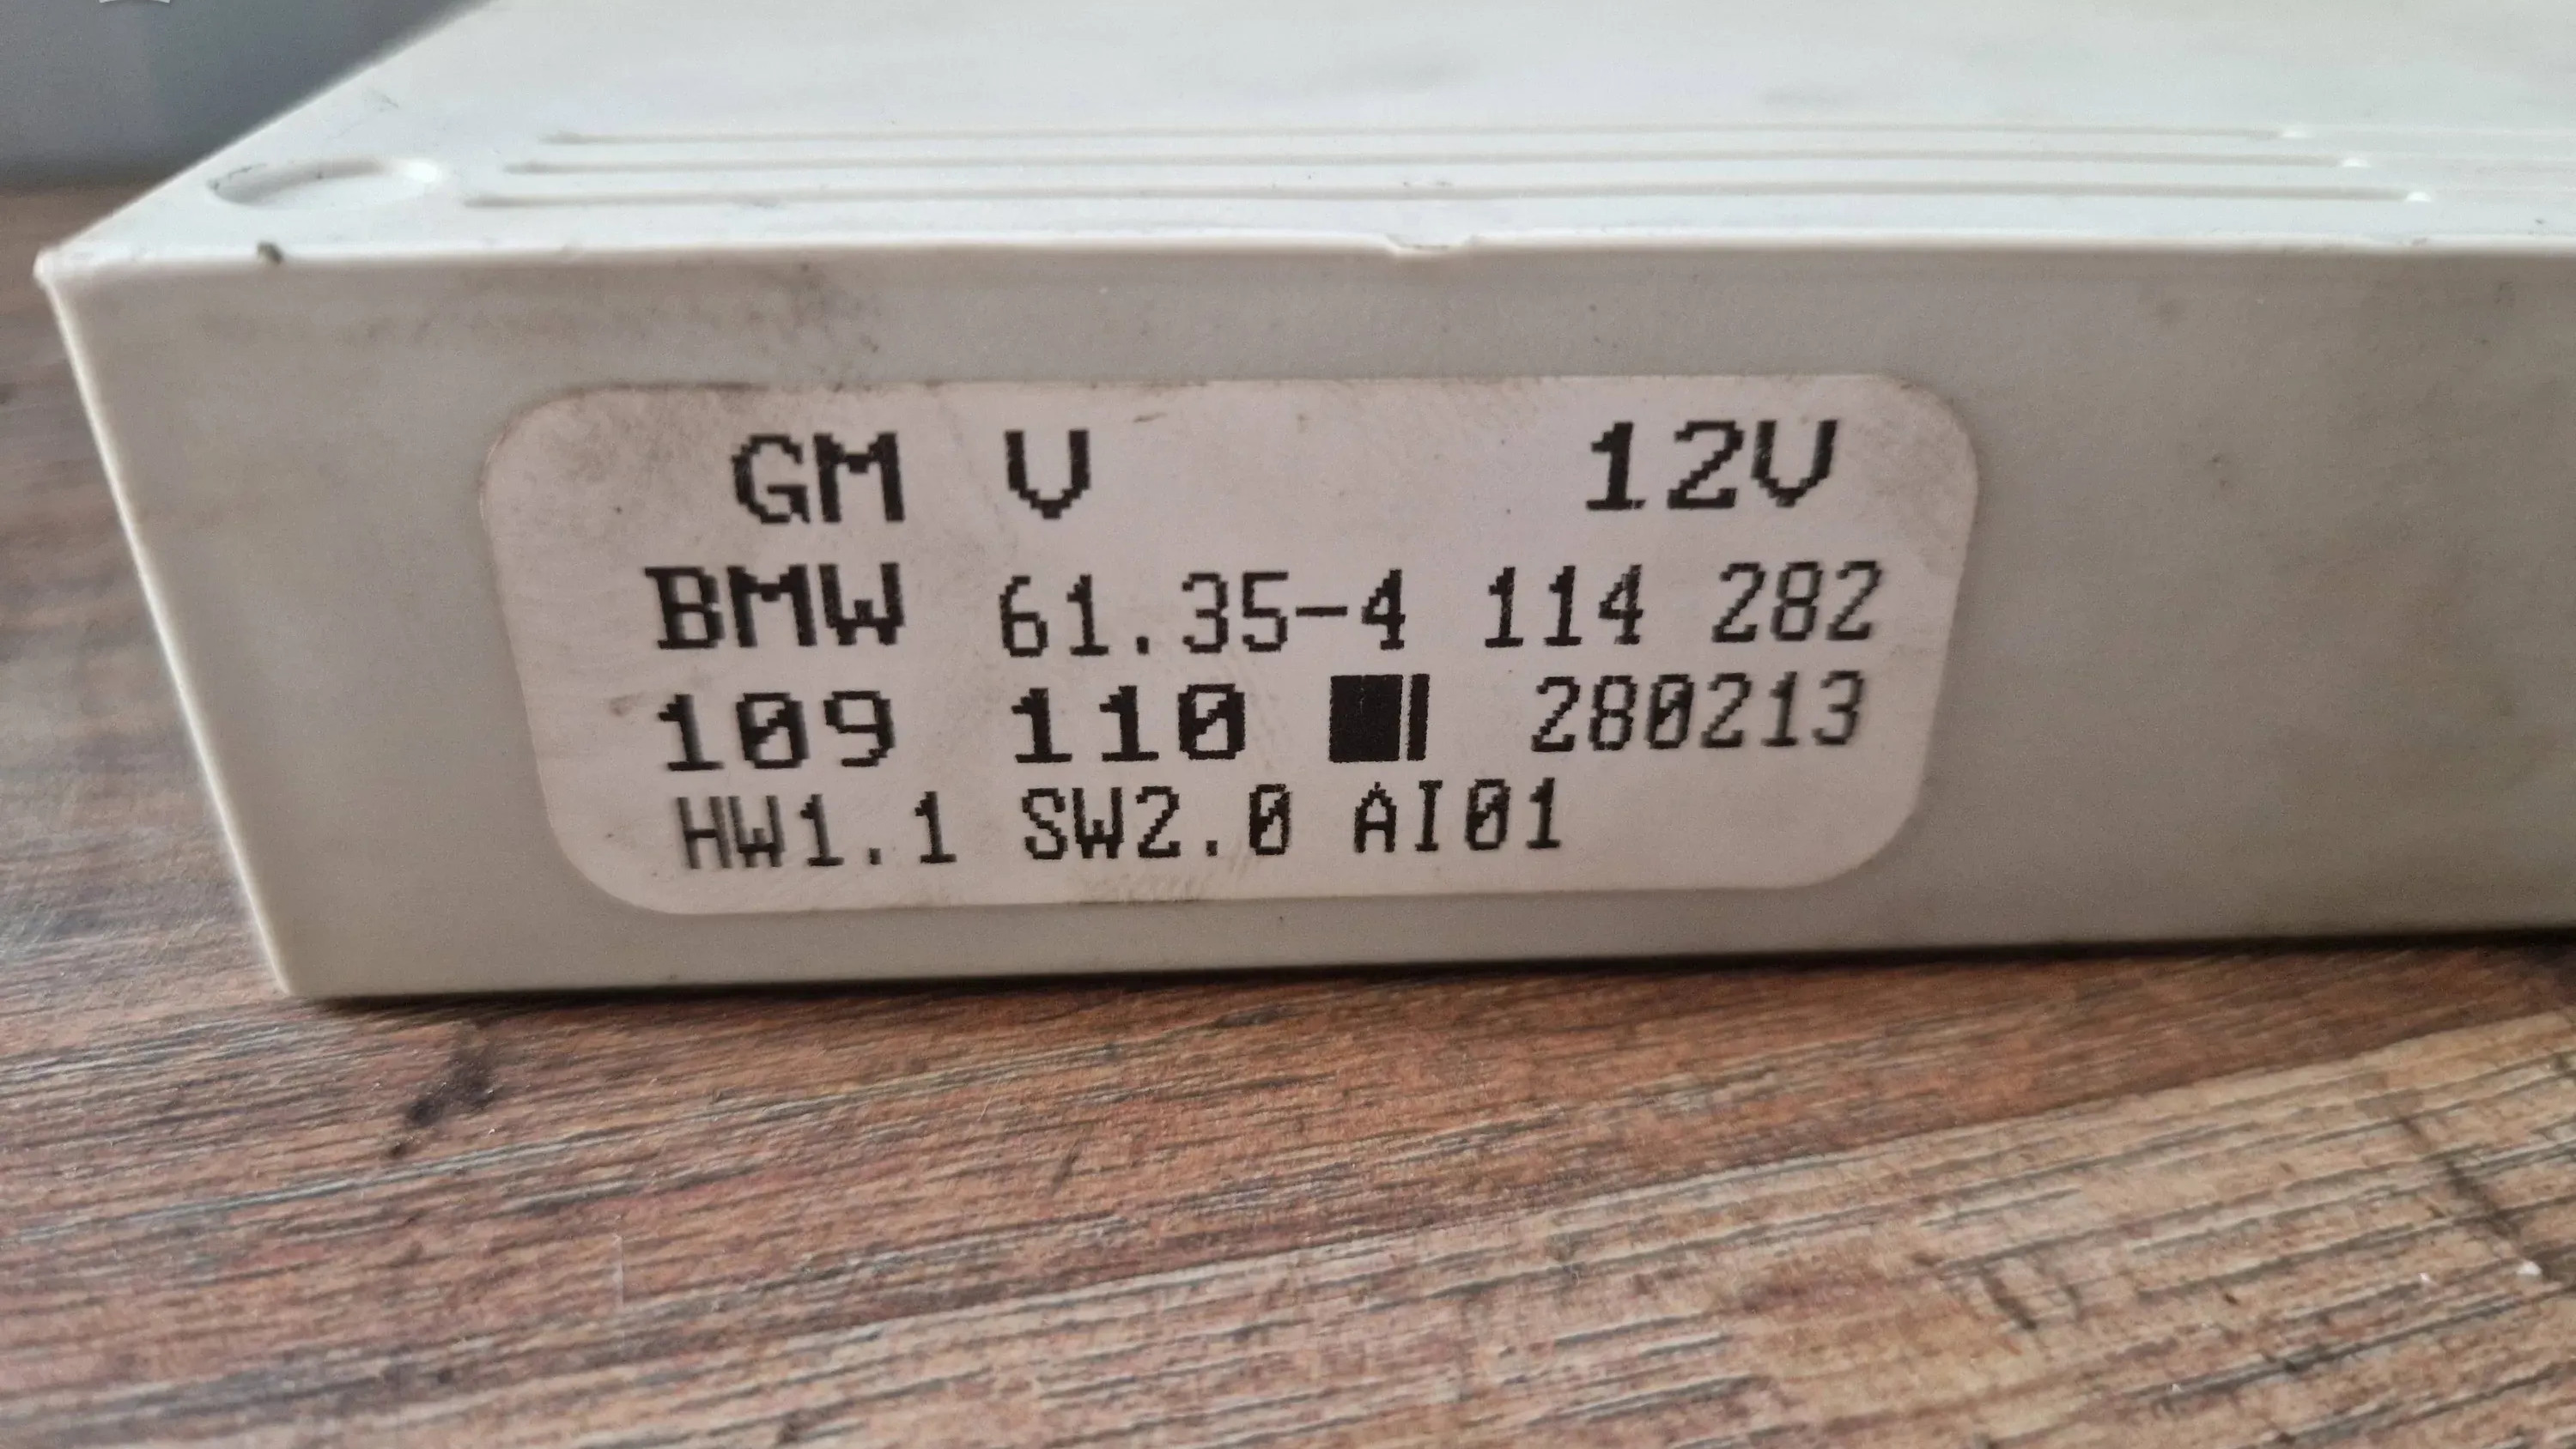 GM V 12V
BMW 61.35-4 114 282
109 110 280213
HW1.1 SW2.0 AI01